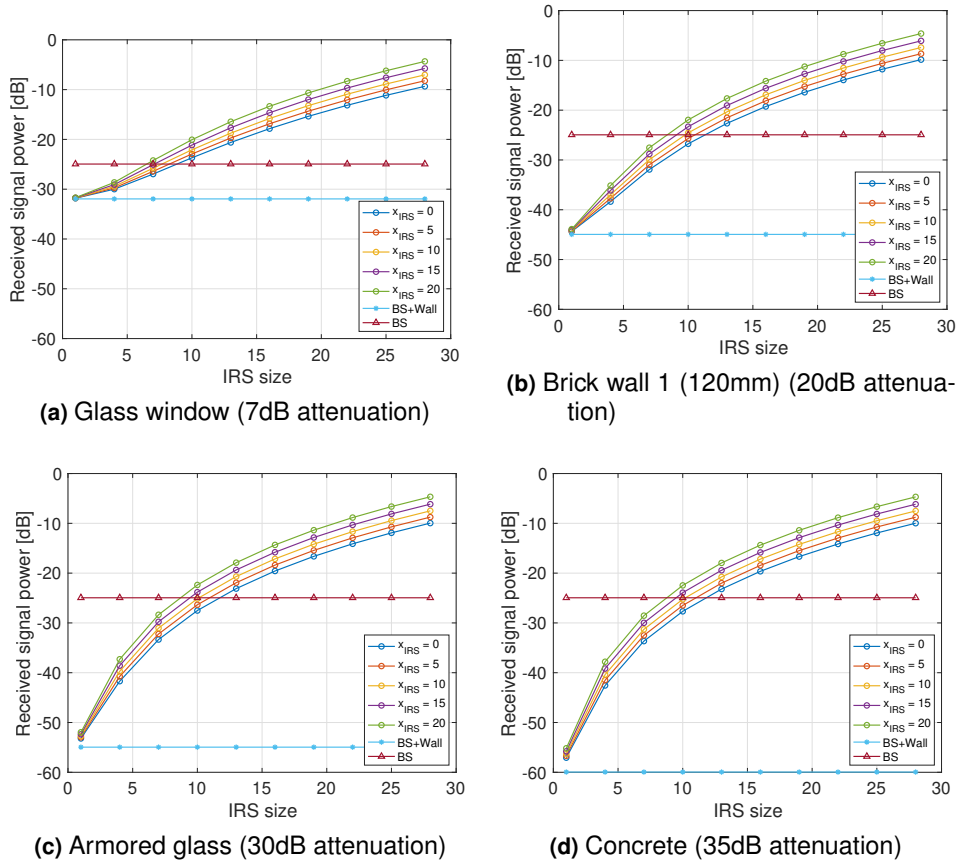 0
-10
-20
-30
-40
-50
-60
Received signal power [dB]
0 5 10 15 20 25 30
IRS size
x_IRS = 0
x_IRS = 5
x_IRS = 10
x_IRS = 15
x_IRS = 20
BS+Wall
BS
(a) Glass window (7dB attenuation)
0
-10
-20
-30
-40
-50
-60
Received signal power [dB]
0 5 10 15 20 25 30
IRS size
x_IRS = 0
x_IRS = 5
x_IRS = 10
x_IRS = 15
x_IRS = 20
BS+Wall
BS
(b) Brick wall 1 (120mm) (20dB attenua-
tion)
0
-10
-20
-30
-40
-50
-60
Received signal power [dB]
0 5 10 15 20 25 30
IRS size
x_IRS = 0
x_IRS = 5
x_IRS = 10
x_IRS = 15
x_IRS = 20
BS+Wall
BS
(c) Armored glass (30dB attenuation)
0
-10
-20
-30
-40
-50
-60
Received signal power [dB]
0 5 10 15 20 25 30
IRS size
x_IRS = 0
x_IRS = 5
x_IRS = 10
x_IRS = 15
x_IRS = 20
BS+Wall
BS
(d) Concrete (35dB attenuation)